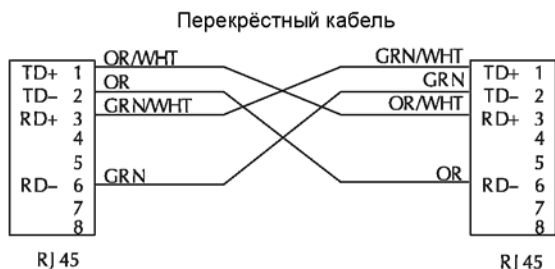 Перекрёстный кабель
OR/WHT GRN/WHT
TD+ 1 TD+ 1
OR GRN
TD– 2 TD– 2
GRN/WHT OR/WHT
RD+ 3 RD+ 3
4 4
5 5
GRN OR
RD– 6 RD– 6
7 7
8 8
RJ 45 RJ 45